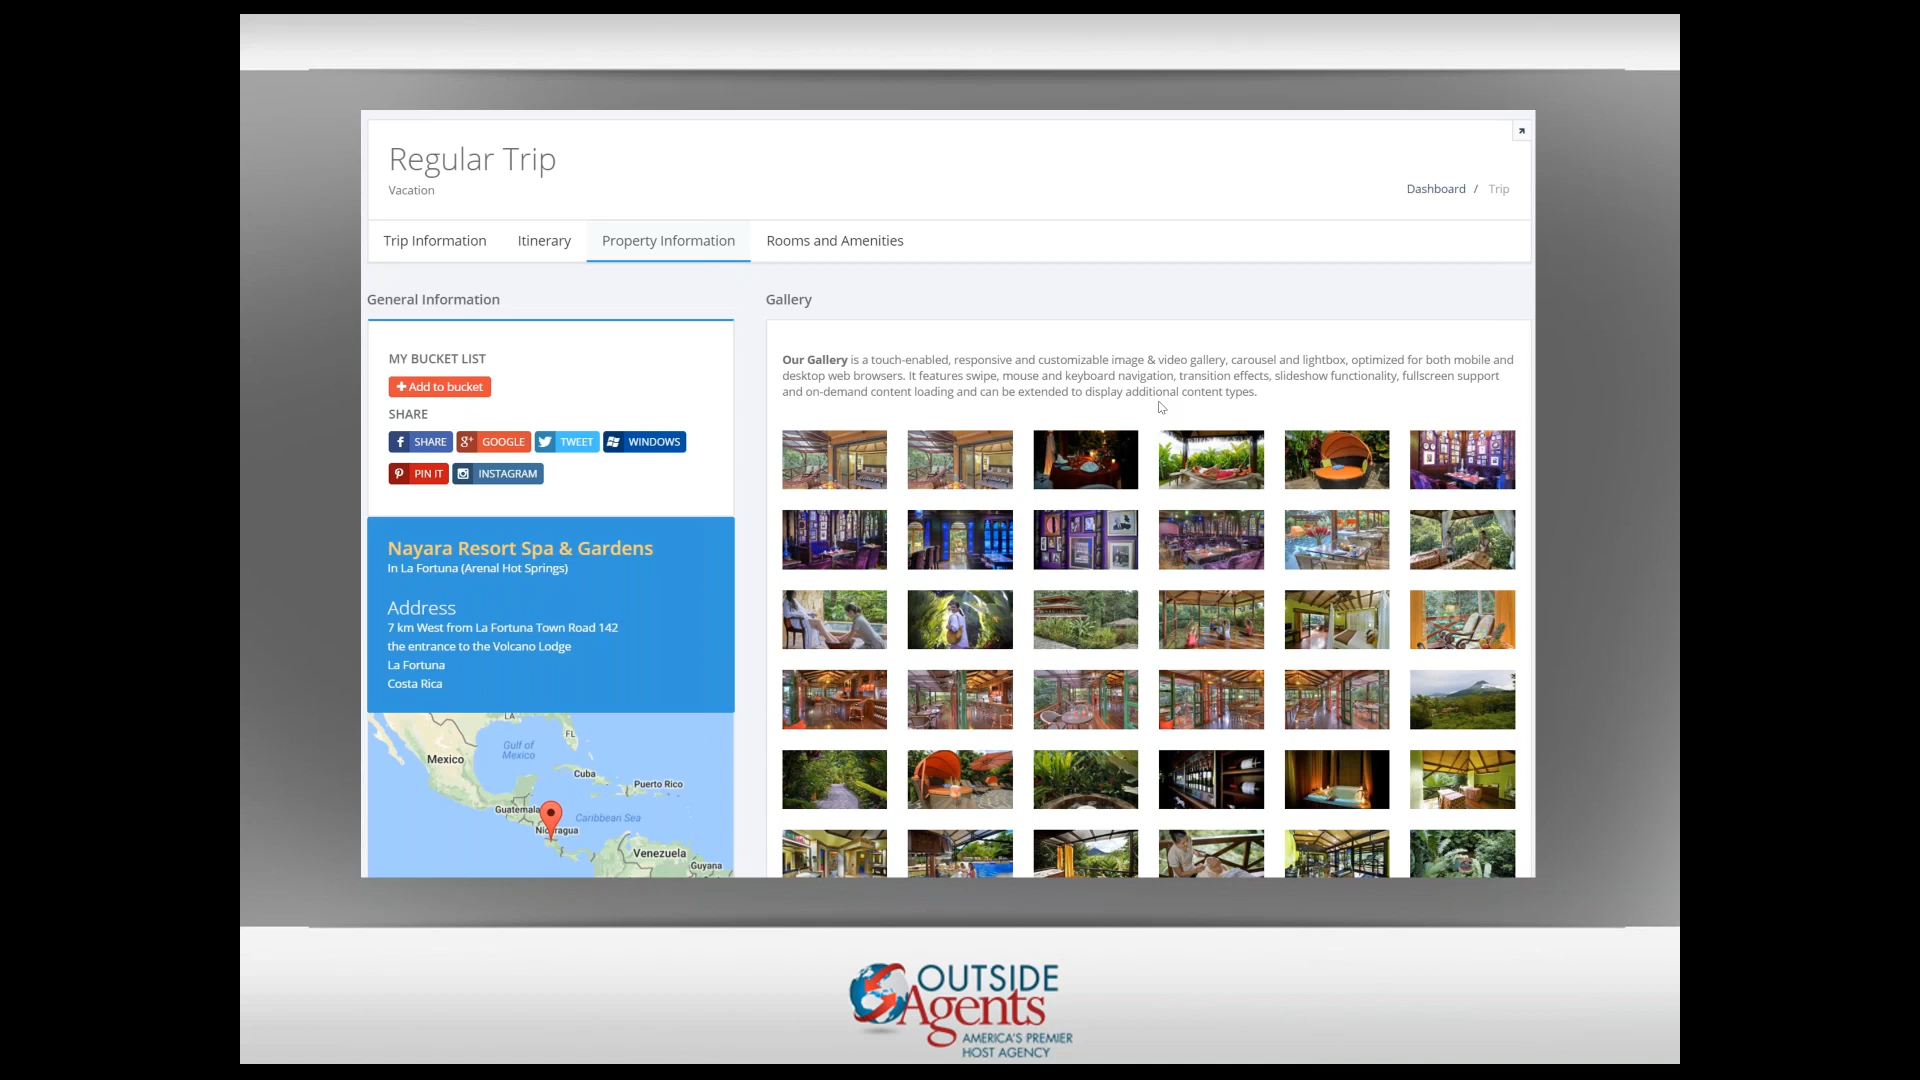 Regular Trip
Vacation
Dashboard / Trip
Trip Information
Itinerary
Property Information
Rooms and Amenities
General Information
MY BUCKET LIST
Add to bucket
SHARE
SHARE
GOOGLE
TWEET
WINDOWS
PIN IT
INSTAGRAM
Nayara Resort Spa & Gardens
In La Fortuna (Arenal Hot Springs)
Address
7 km West from La Fortuna Town Road 142
the entrance to the Volcano Lodge
La Fortuna
Costa Rica
LA
FL
Gulf of
Mexico
Mexico
Cuba
Puerto Rico
Guatemala
Caribbean Sea
Nicaragua
Venezuela
Guyana
Gallery
Our Gallery is a touch-enabled, responsive and customizable image & video gallery, carousel and lightbox, optimized for both mobile and
desktop web browsers. It features swipe, mouse and keyboard navigation, transition effects, slideshow functionality, fullscreen support
and on-demand content loading and can be extended to display additional content types.
OUTSIDE
Agents
AMERICA'S PREMIER
HOST AGENCY